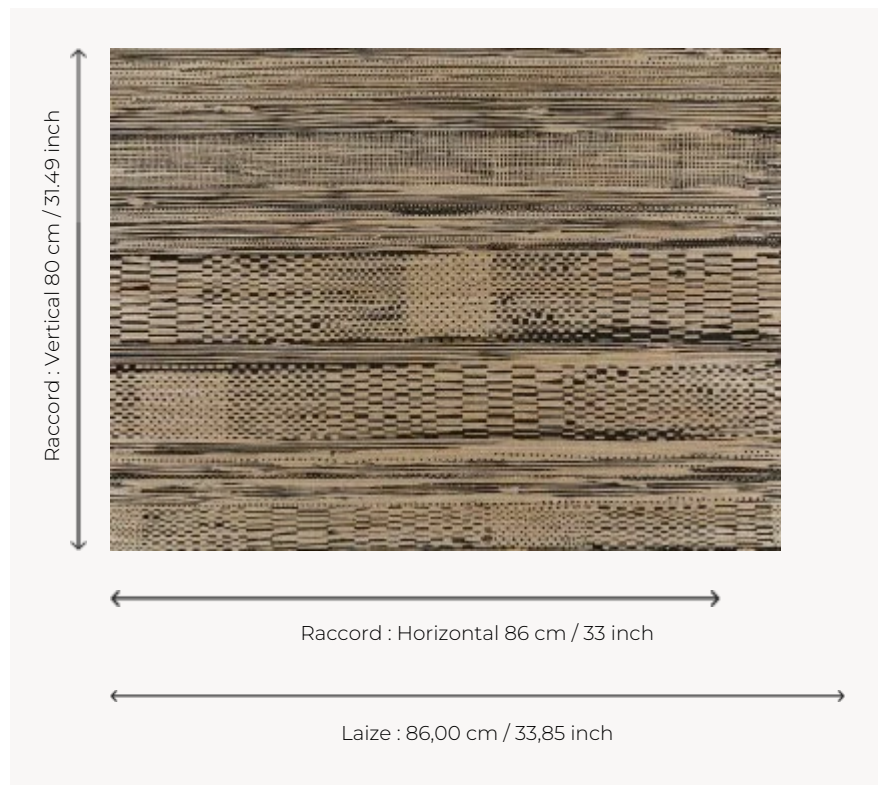 Raccord : Vertical 80 cm / 31.49 inch
Raccord : Horizontal 86 cm / 33 inch
Laize : 86,00 cm / 33,85 inch